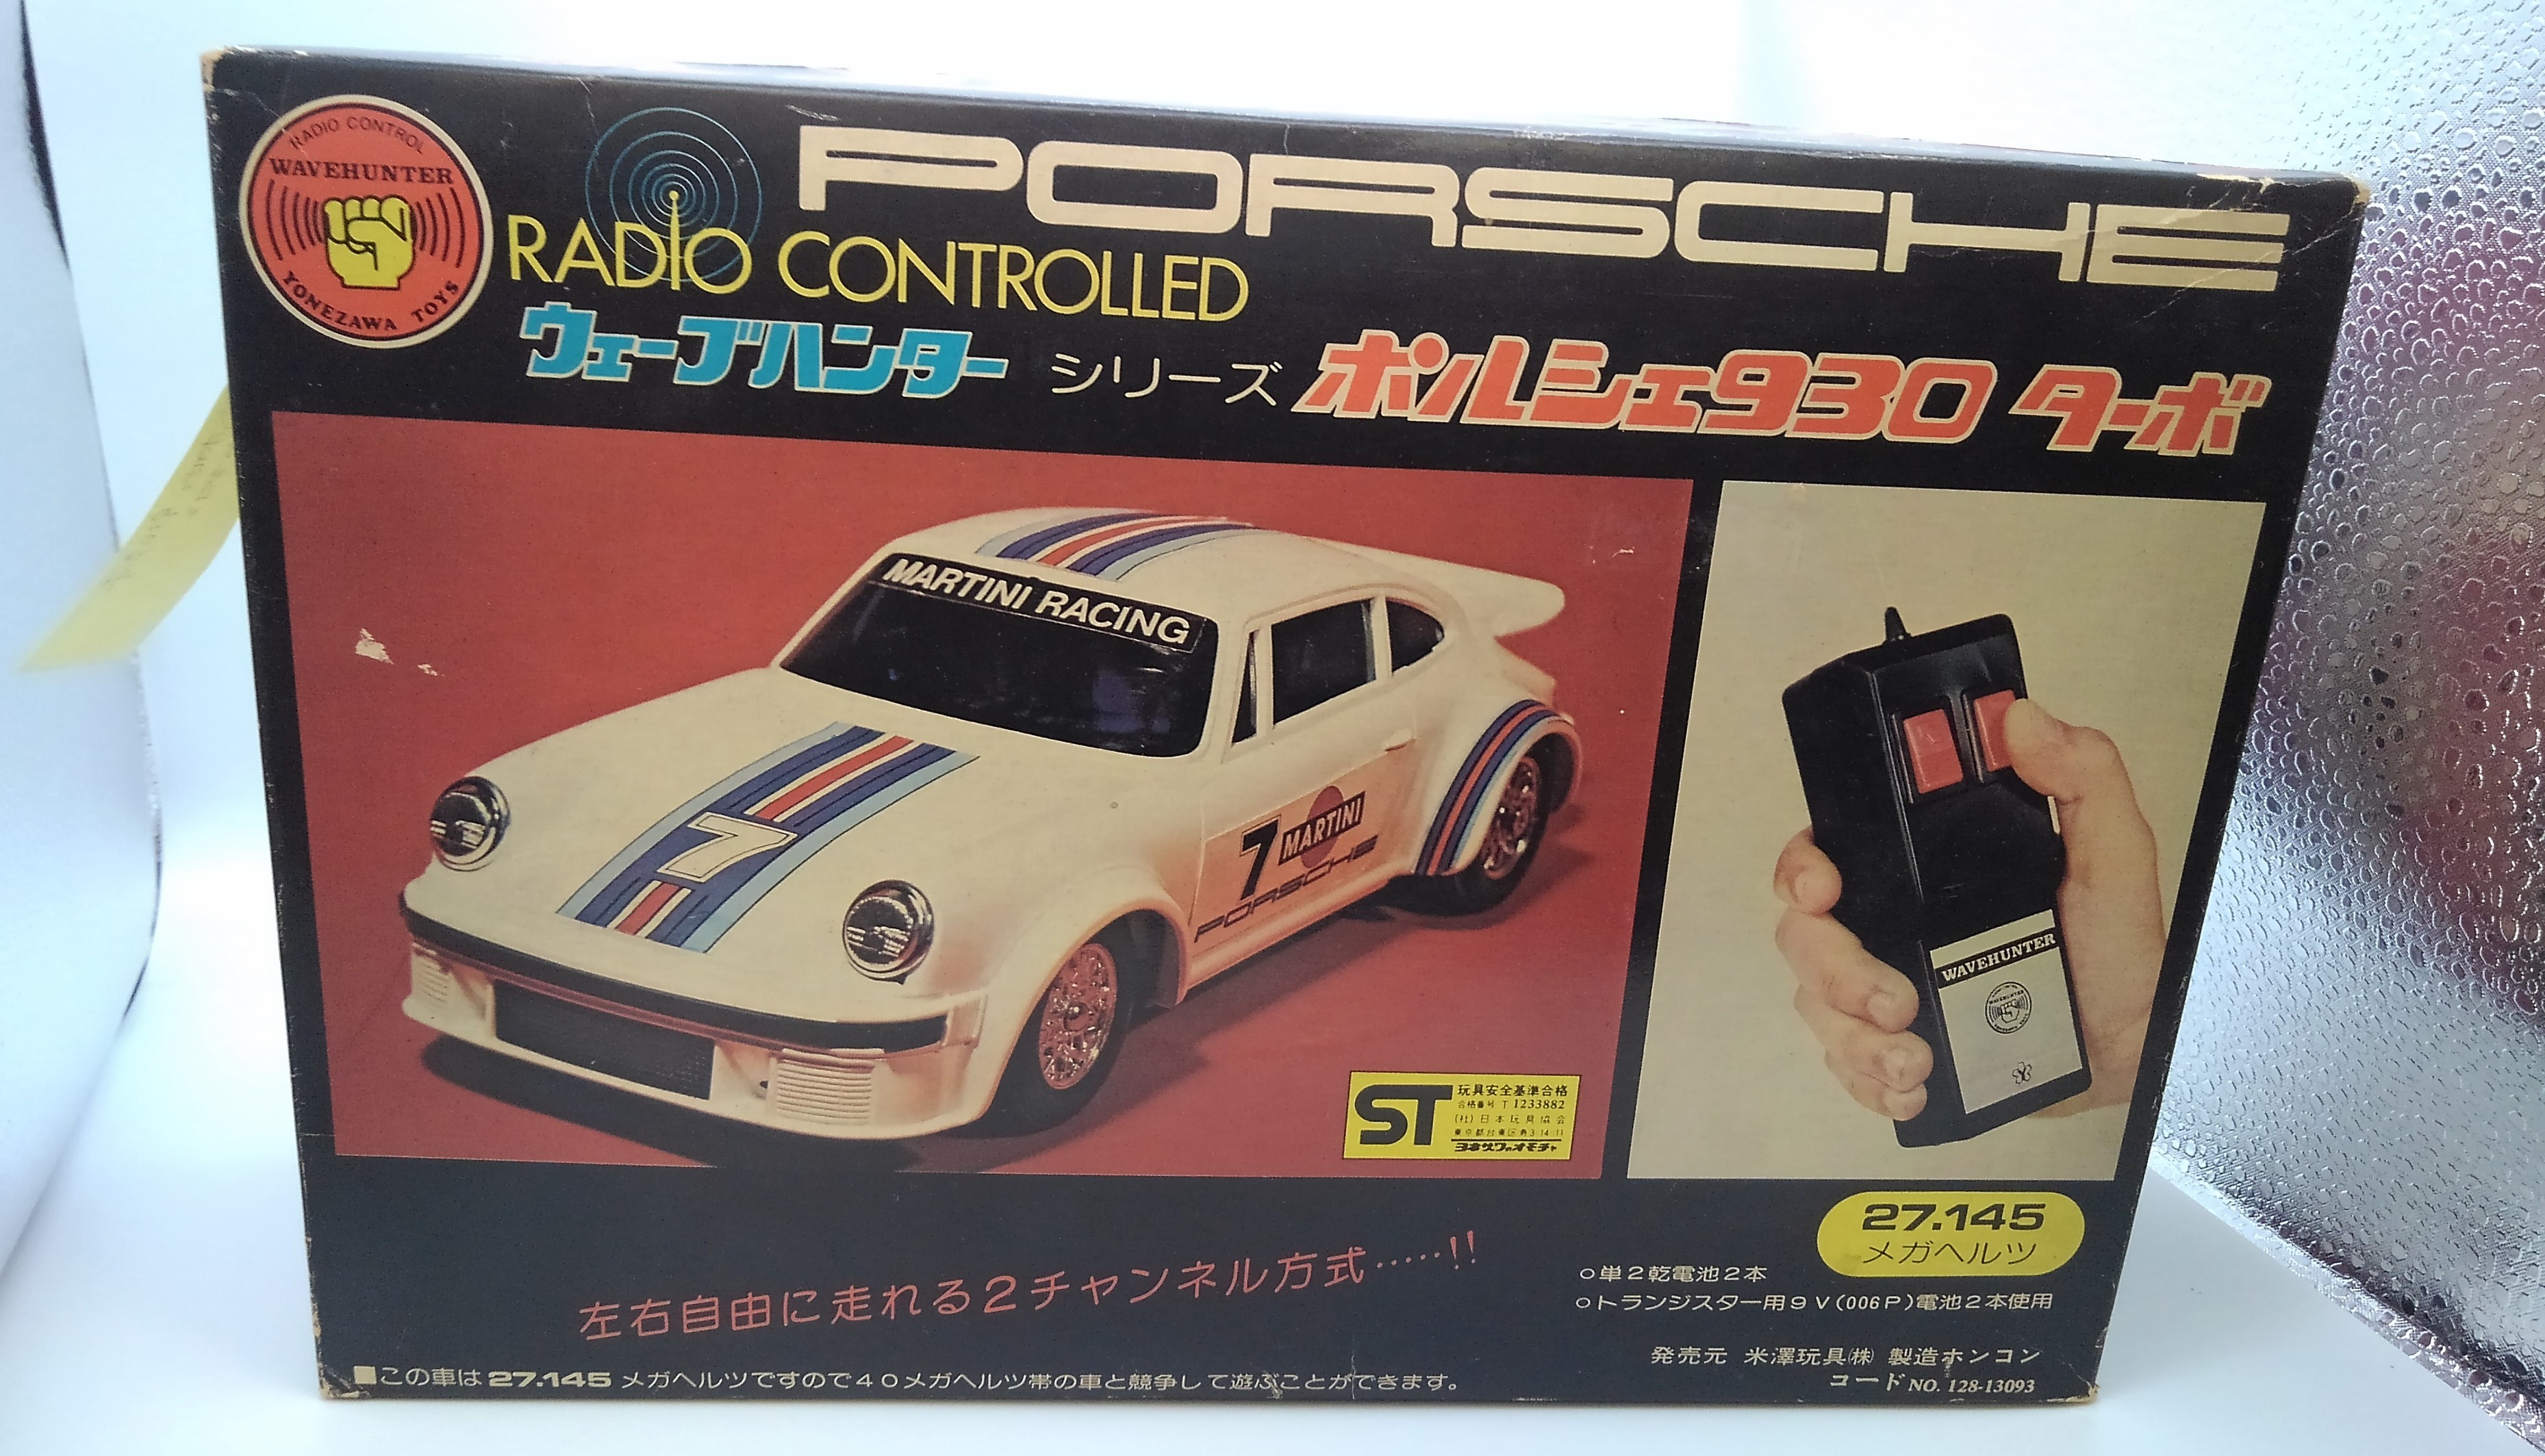 RADIO CONTROL
WAVEHUNTER
YONEZAWA TOYS
PORSCHE
RADIO CONTROLLED
ウェーブハンター シリーズ ポルシェ930 ターボ
MARTINI RACING
7
7 MARTINI
PORSCHE
WAVEHUNTER
ST
玩具安全基準合格
合格番号 T 1233882
(社)日本玩具協会
ヨネザワのオモチャ
27.145
メガヘルツ
左右自由に走れる2チャンネル方式……!!
○単2乾電池2本
○トランジスター用9V(006P)電池2本使用
発売元 米澤玩具(株) 製造ホンコン
コードNO. 128-13093
■この車は27.145メガヘルツですので40メガヘルツ帯の車と競争して遊ぶことができます。